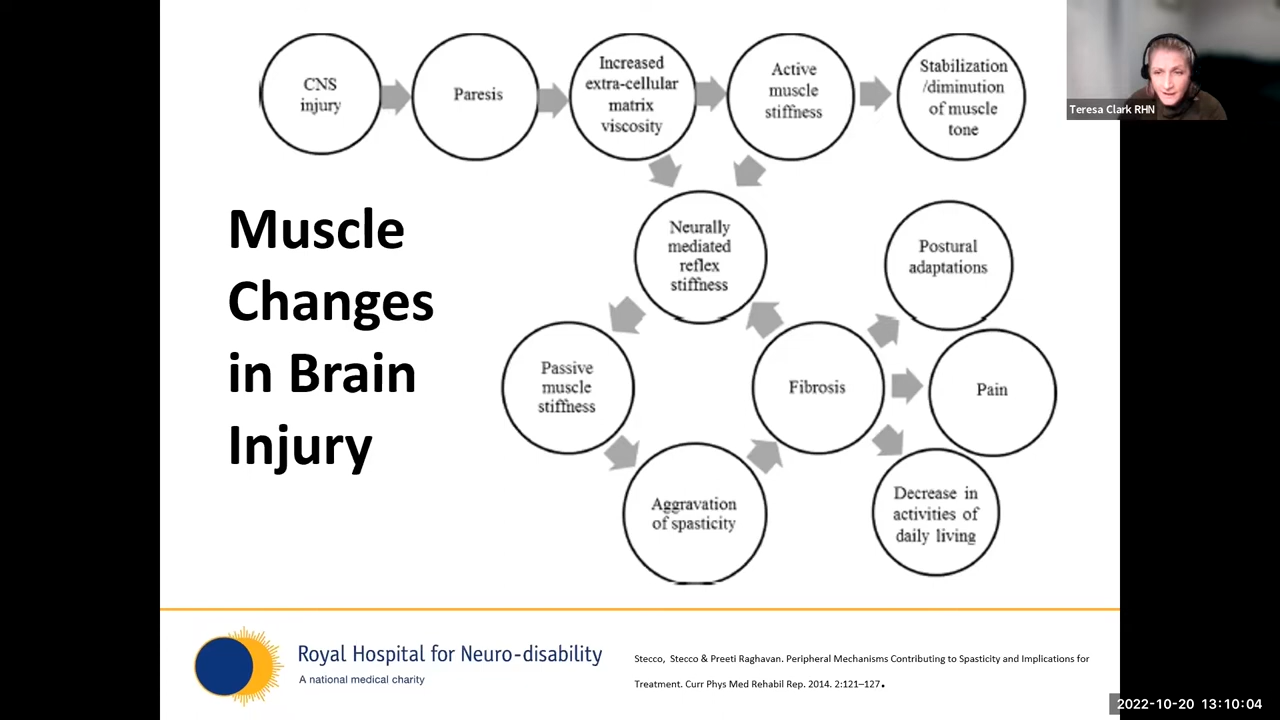 CNS
injury
Paresis
Increased
extra-cellular
matrix
viscosity
Active
muscle
stiffness
Stabilization
/diminution
of muscle
tone
Teresa Clark RHN
Muscle
Changes
in Brain
Injury
Neurally
mediated
reflex
stiffness
Postural
adaptations
Passive
muscle
stiffness
Fibrosis
Pain
Aggravation
of spasticity
Decrease in
activities of
daily living
Royal Hospital for Neuro-disability
A national medical charity
Stecco, Stecco & Preeti Raghavan. Peripheral Mechanisms Contributing to Spasticity and Implications for
Treatment. Curr Phys Med Rehabil Rep. 2014. 2:121–127.
2022-10-20 13:10:04